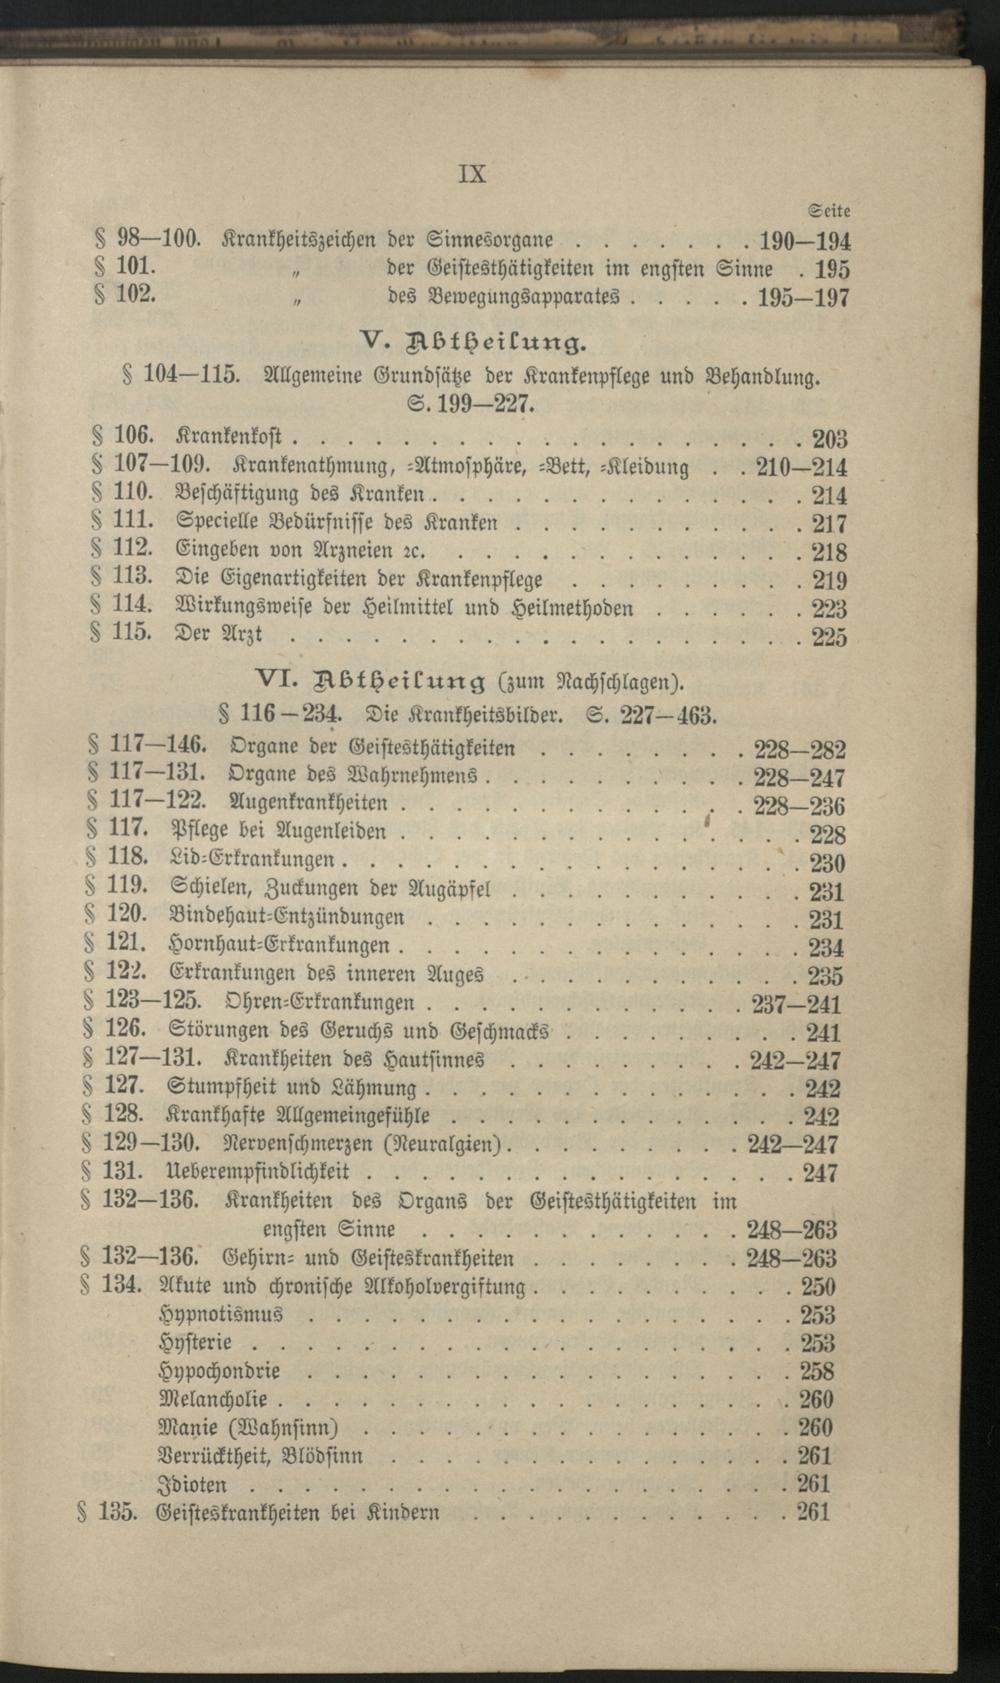 IX
Seite
§ 98—100. Krankheitszeichen der Sinnesorgane . . . . . . . 190—194
§ 101. „ der Geistesthätigkeiten im engsten Sinne . 195
§ 102. „ des Bewegungsapparates . . . . . 195—197
V. Abtheilung.
§ 104—115. Allgemeine Grundsätze der Krankenpflege und Behandlung.
S. 199—227.
§ 106. Krankenkost . . . . . . . . . . . . . . . . . . . 203
§ 107—109. Krankenathmung, =Atmosphäre, =Bett, =Kleidung . . 210—214
§ 110. Beschäftigung des Kranken . . . . . . . . . . . . . . 214
§ 111. Specielle Bedürfnisse des Kranken . . . . . . . . . . . 217
§ 112. Eingeben von Arzneien ꝛc. . . . . . . . . . . . . . 218
§ 113. Die Eigenartigkeiten der Krankenpflege . . . . . . . . . 219
§ 114. Wirkungsweise der Heilmittel und Heilmethoden . . . . . . 223
§ 115. Der Arzt . . . . . . . . . . . . . . . . . . . 225
VI. Abtheilung (zum Nachschlagen).
§ 116—234. Die Krankheitsbilder. S. 227—463.
§ 117—146. Organe der Geistesthätigkeiten . . . . . . . . 228—282
§ 117—131. Organe des Wahrnehmens . . . . . . . . . . 228—247
§ 117—122. Augenkrankheiten . . . . . . . . . . . . . 228—236
§ 117. Pflege bei Augenleiden . . . . . . . . . . . . . . . 228
§ 118. Lid=Erkrankungen . . . . . . . . . . . . . . . . . 230
§ 119. Schielen, Zuckungen der Augäpfel . . . . . . . . . . . 231
§ 120. Bindehaut=Entzündungen . . . . . . . . . . . . . . 231
§ 121. Hornhaut=Erkrankungen . . . . . . . . . . . . . . . 234
§ 122. Erkrankungen des inneren Auges . . . . . . . . . . . 235
§ 123—125. Ohren=Erkrankungen . . . . . . . . . . . . 237—241
§ 126. Störungen des Geruchs und Geschmacks . . . . . . . . . 241
§ 127—131. Krankheiten des Hautsinnes . . . . . . . . . 242—247
§ 127. Stumpfheit und Lähmung . . . . . . . . . . . . . . 242
§ 128. Krankhafte Allgemeingefühle . . . . . . . . . . . . . 242
§ 129—130. Nervenschmerzen (Neuralgien) . . . . . . . . . 242—247
§ 131. Ueberempfindlichkeit . . . . . . . . . . . . . . . . 247
§ 132—136. Krankheiten des Organs der Geistesthätigkeiten im
engsten Sinne . . . . . . . . . . . . 248—263
§ 132—136. Gehirn= und Geisteskrankheiten . . . . . . . . 248—263
§ 134. Akute und chronische Alkoholvergiftung . . . . . . . . . . 250
Hypnotismus . . . . . . . . . . . . . . . . . . 253
Hysterie . . . . . . . . . . . . . . . . . . . . 253
Hypochondrie . . . . . . . . . . . . . . . . . . 258
Melancholie . . . . . . . . . . . . . . . . . . . 260
Manie (Wahnsinn) . . . . . . . . . . . . . . . . 260
Verrücktheit, Blödsinn . . . . . . . . . . . . . . . 261
Idioten . . . . . . . . . . . . . . . . . . . . 261
§ 135. Geisteskrankheiten bei Kindern . . . . . . . . . . . . 261